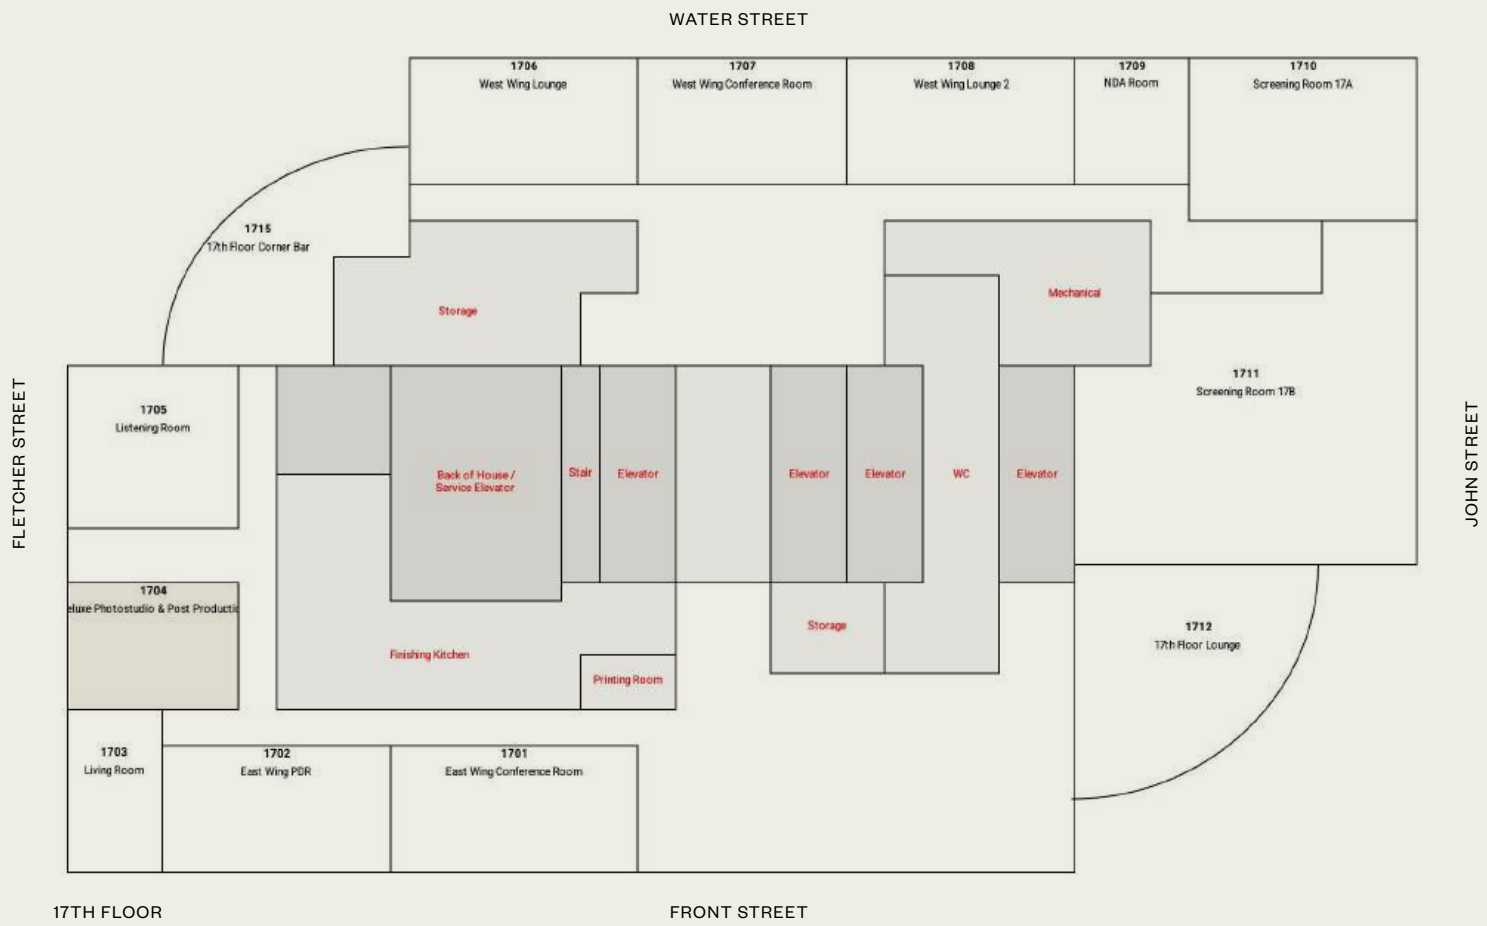 WATER STREET
1706
West Wing Lounge
1707
West Wing Conference Room
1708
West Wing Lounge 2
1709
NDA Room
1710
Screening Room 17A
1715
17th Floor Corner Bar
Storage
Mechanical
FLETCHER STREET
1705
Listening Room
Back of House /
Service Elevator
Stair
Elevator
Elevator
Elevator
WC
Elevator
1711
Screening Room 17B
JOHN STREET
1704
eluxe Photostudio & Post Productic
Finishing Kitchen
Printing Room
Storage
1712
17th Floor Lounge
1703
Living Room
1702
East Wing PDR
1701
East Wing Conference Room
17TH FLOOR
FRONT STREET